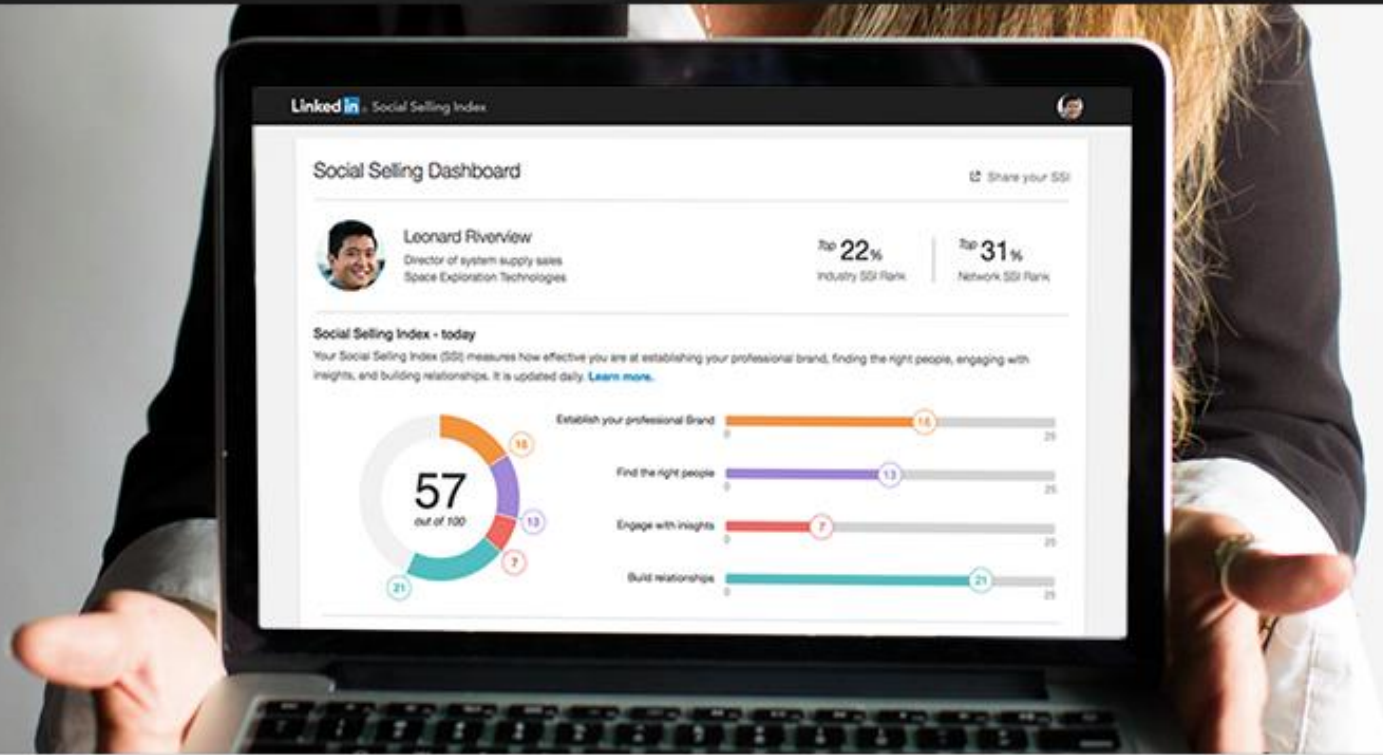 Linked in Social Selling Index
Social Selling Dashboard
Share your SSI
Leonard Riverview
Director of system supply sales
Space Exploration Technologies
Top 22%
Industry SSI Rank
Top 31%
Network SSI Rank
Social Selling Index - today
Your Social Selling Index (SSI) measures how effective you are at establishing your professional brand, finding the right people, engaging with
insights, and building relationships. It is updated daily. Learn more.
57
out of 100
16
13
7
21
Establish your professional Brand
16
0
25
Find the right people
13
0
25
Engage with inisghts
7
0
25
Build relationships
21
0
25